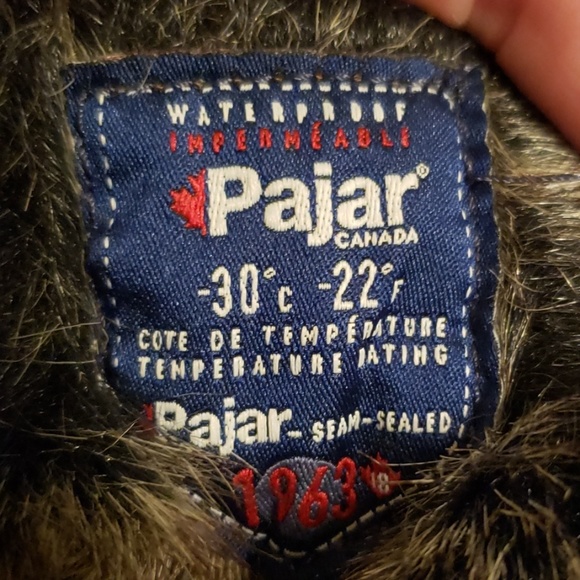 WATERPROOF
IMPERMÉABLE
Pajar®
CANADA
-30°C -22°F
COTE DE TEMPÉRATURE
TEMPERATURE RATING
Pajar- SEAM-SEALED
1963